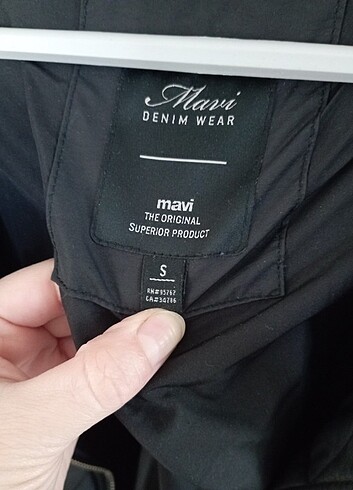 Mavi
DENIM WEAR
mavi
THE ORIGINAL
SUPERIOR PRODUCT
S